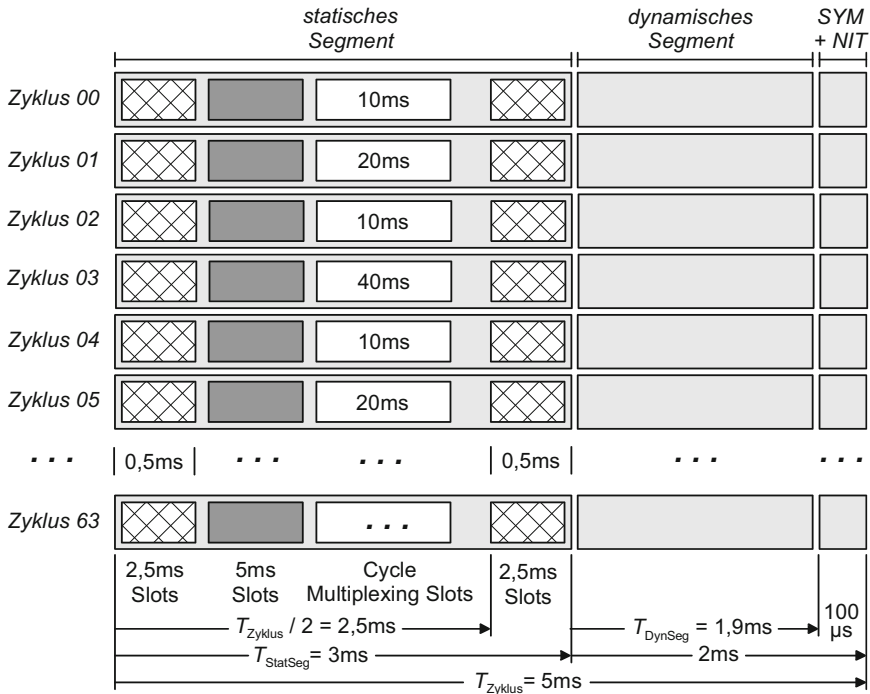 statisches
Segment
dynamisches
Segment
SYM
+ NIT
Zyklus 00
10ms
Zyklus 01
20ms
Zyklus 02
10ms
Zyklus 03
40ms
Zyklus 04
10ms
Zyklus 05
20ms
. . . 0,5ms . . . . . . 0,5ms . . . . . .
Zyklus 63
. . .
2,5ms
Slots
5ms
Slots
Cycle
Multiplexing Slots
2,5ms
Slots
T_Zyklus / 2 = 2,5ms
T_DynSeg = 1,9ms
100
µs
T_StatSeg = 3ms
2ms
T_Zyklus = 5ms